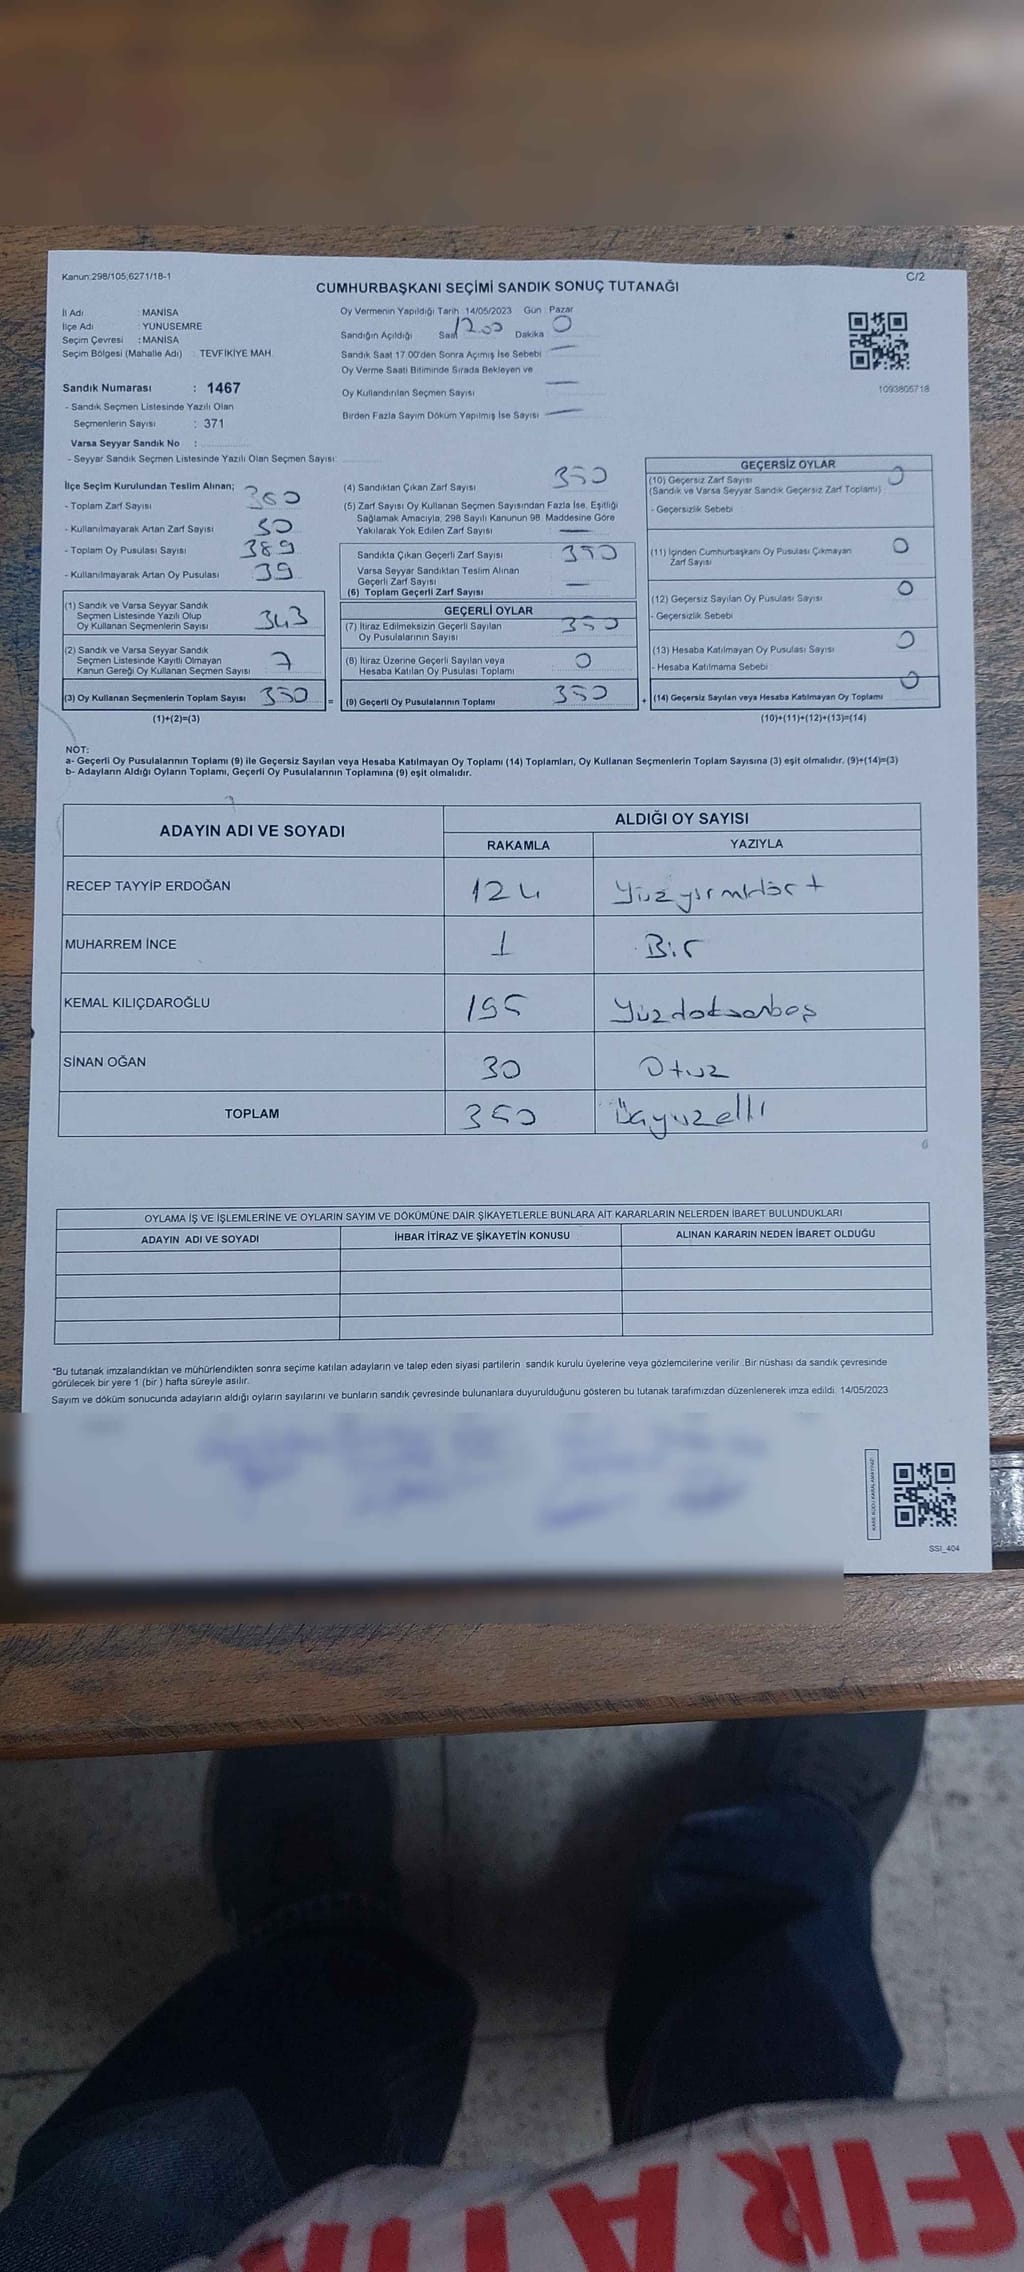 Kanun:298/105,6271/18-1
C/2
CUMHURBAŞKANI SEÇİMİ SANDIK SONUÇ TUTANAĞI
İl Adı : MANİSA
İlçe Adı : YUNUSEMRE
Seçim Çevresi : MANİSA
Seçim Bölgesi (Mahalle Adı) : TEVFİKİYE MAH.
Sandık Numarası : 1467
- Sandık Seçmen Listesinde Yazılı Olan
Seçmenlerin Sayısı : 371
Varsa Seyyar Sandık No :
- Seyyar Sandık Seçmen Listesinde Yazılı Olan Seçmen Sayısı:
Oy Vermenin Yapıldığı Tarih : 14/05/2023 Gün : Pazar
Sandığın Açıldığı Saat 17.00 Dakika 0
Sandık Saat 17.00'den Sonra Açımış İse Sebebi
Oy Verme Saati Bitiminde Sırada Bekleyen ve
Oy Kullandırılan Seçmen Sayısı
Birden Fazla Sayım Döküm Yapılmış İse Sayısı
1093805718
İlçe Seçim Kurulundan Teslim Alınan;
- Toplam Zarf Sayısı
- Kullanılmayarak Artan Zarf Sayısı
- Toplam Oy Pusulası Sayısı 389
- Kullanılmayarak Artan Oy Pusulası 39
(1) Sandık ve Varsa Seyyar Sandık
Seçmen Listesinde Yazılı Olup
Oy Kullanan Seçmenlerin Sayısı 343
(2) Sandık ve Varsa Seyyar Sandık
Seçmen Listesinde Kayıtlı Olmayan
Kanun Gereği Oy Kullanan Seçmen Sayısı 7
(3) Oy Kullanan Seçmenlerin Toplam Sayısı 350 =
(1)+(2)=(3)
(4) Sandıktan Çıkan Zarf Sayısı 350
(5) Zarf Sayısı Oy Kullanan Seçmen Sayısından Fazla İse, Eşitliği
Sağlamak Amacıyla, 298 Sayılı Kanunun 98. Maddesine Göre
Yakılarak Yok Edilen Zarf Sayısı
Sandıkta Çıkan Geçerli Zarf Sayısı 350
Varsa Seyyar Sandıktan Teslim Alınan
Geçerli Zarf Sayısı
(6) Toplam Geçerli Zarf Sayısı
GEÇERLİ OYLAR
(7) İtiraz Edilmeksizin Geçerli Sayılan
Oy Pusulalarının Sayısı 350
(8) İtiraz Üzerine Geçerli Sayılan veya
Hesaba Katılan Oy Pusulası Toplamı 0
(9) Geçerli Oy Pusulalarının Toplamı 350 +
GEÇERSİZ OYLAR
(10) Geçersiz Zarf Sayısı 0
(Sandık ve Varsa Seyyar Sandık Geçersiz Zarf Toplamı)
- Geçersizlik Sebebi
(11) İçinden Cumhurbaşkanı Oy Pusulası Çıkmayan
Zarf Sayısı 0
(12) Geçersiz Sayılan Oy Pusulası Sayısı 0
- Geçersizlik Sebebi
(13) Hesaba Katılmayan Oy Pusulası Sayısı 0
- Hesaba Katılmama Sebebi
(14) Geçersiz Sayılan veya Hesaba Katılmayan Oy Toplamı 0
(10)+(11)+(12)+(13)=(14)
NOT:
a- Geçerli Oy Pusulalarının Toplamı (9) ile Geçersiz Sayılan veya Hesaba Katılmayan Oy Toplamı (14) Toplamları, Oy Kullanan Seçmenlerin Toplam Sayısına (3) eşit olmalıdır. (9)+(14)=(3)
b- Adayların Aldığı Oyların Toplamı, Geçerli Oy Pusulalarının Toplamına (9) eşit olmalıdır.
ADAYIN ADI VE SOYADI
ALDIĞI OY SAYISI
RAKAMLA YAZIYLA
RECEP TAYYİP ERDOĞAN 124 Yüzyirmidört
MUHARREM İNCE 1 Bir
KEMAL KILIÇDAROĞLU 195 Yüzdoksanbeş
SİNAN OĞAN 30 Otuz
TOPLAM 350 Üçyüzelli
OYLAMA İŞ VE İŞLEMLERİNE VE OYLARIN SAYIM VE DÖKÜMÜNE DAİR ŞİKAYETLERLE BUNLARA AİT KARARLARIN NELERDEN İBARET BULUNDUKLARI
ADAYIN ADI VE SOYADI İHBAR İTİRAZ VE ŞİKAYETİN KONUSU ALINAN KARARIN NEDEN İBARET OLDUĞU
*Bu tutanak imzalandıktan ve mühürlendikten sonra seçime katılan adayların ve talep eden siyasi partilerin sandık kurulu üyelerine veya gözlemcilerine verilir. Bir nüshası da sandık çevresinde
görülecek bir yere 1 (bir) hafta süreyle asılır.
Sayım ve döküm sonucunda adayların aldığı oyların sayılarını ve bunların sandık çevresinde bulunanlara duyurulduğunu gösteren bu tutanak tarafımızdan düzenlenerek imza edildi. 14/05/2023
SSI_404
FIRATIN